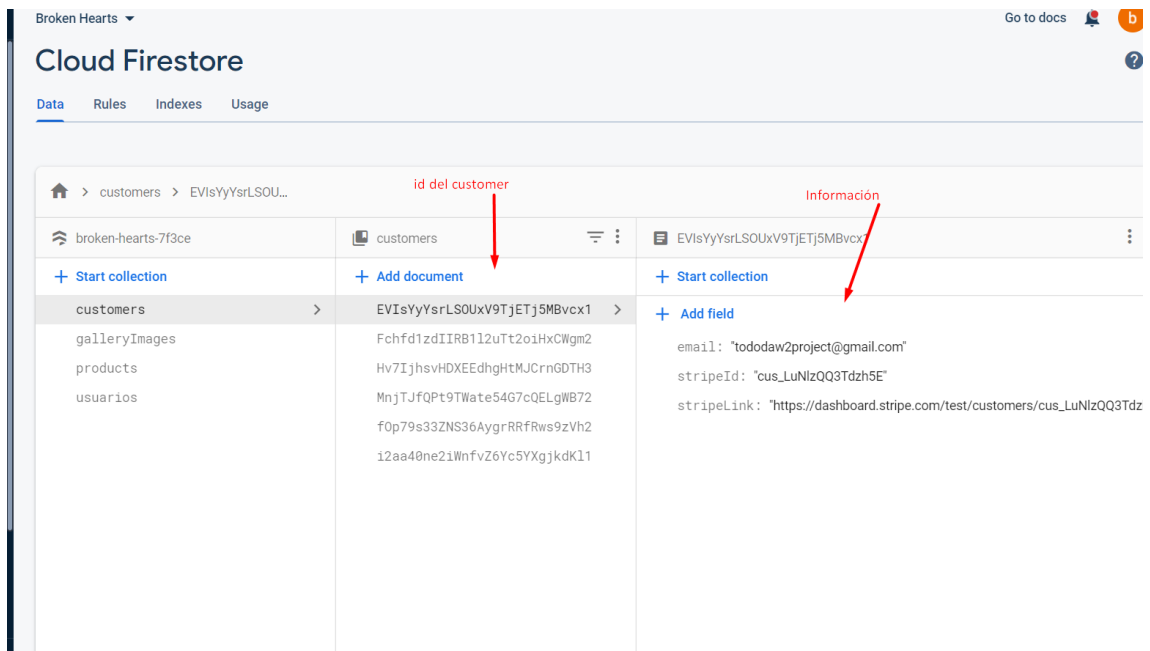 Broken Hearts
Go to docs
b
Cloud Firestore
?
Data Rules Indexes Usage
id del customer
Información
customers > EVIsYyYsrLSOU...
broken-hearts-7f3ce
customers
EVIsYyYsrLSOUxV9TjETj5MBvcx1
+ Start collection
+ Add document
+ Start collection
customers
EVIsYyYsrLSOUxV9TjETj5MBvcx1
+ Add field
galleryImages
Fchfd1zdIIRB1l2uTt2oiHxCWgm2
email: "tododaw2project@gmail.com"
products
Hv7IjhsvHDXEEdhgHtMJCrnGDTH3
stripeId: "cus_LuNlzQQ3Tdzh5E"
usuarios
MnjTJfQPt9TWate54G7cQELgWB72
stripeLink: "https://dashboard.stripe.com/test/customers/cus_LuNlzQQ3Tdz
fOp79s33ZNS36AygrRRfRws9zVh2
i2aa40ne2iWnfvZ6Yc5YXgjkdKl1